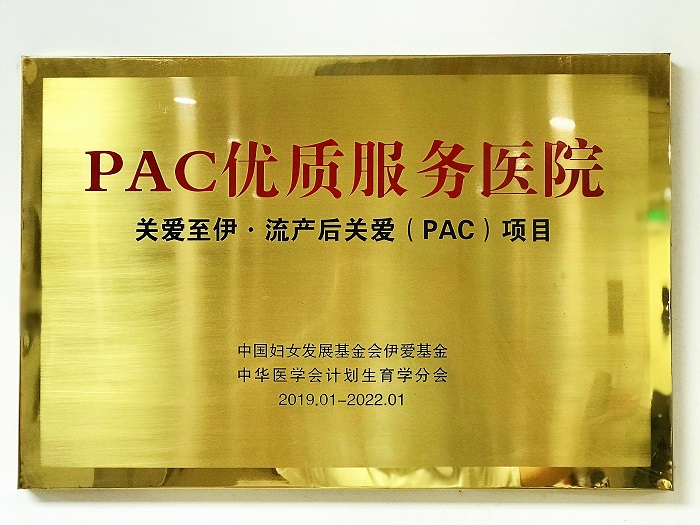 PAC优质服务医院
关爱至伊·流产后关爱（PAC）项目
中国妇女发展基金会伊爱基金
中华医学会计划生育学分会
2019.01-2022.01